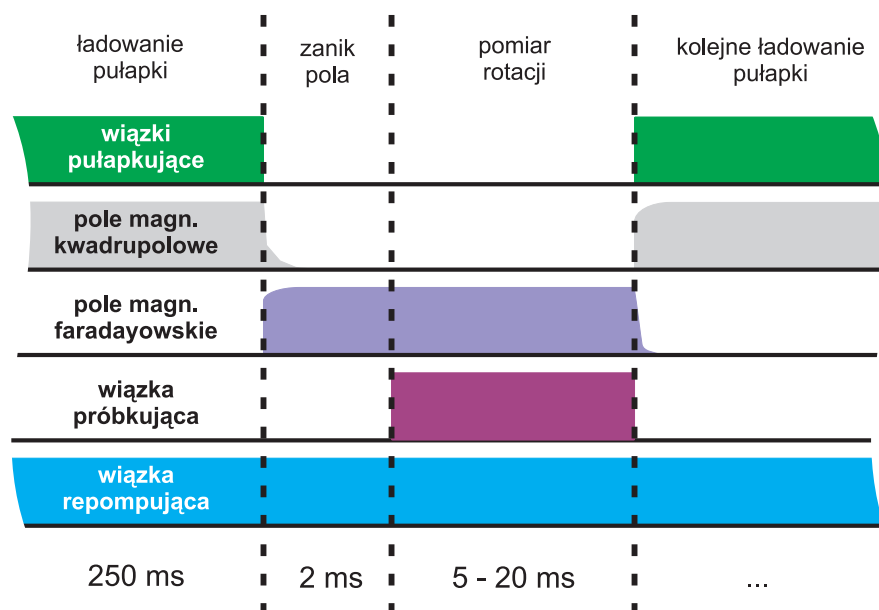 ładowanie
pułapki
zanik
pola
pomiar
rotacji
kolejne ładowanie
pułapki
wiązki
pułapkujące
pole magn.
kwadrupolowe
pole magn.
faradayowskie
wiązka
próbkująca
wiązka
repompująca
250 ms
2 ms
5 - 20 ms
...